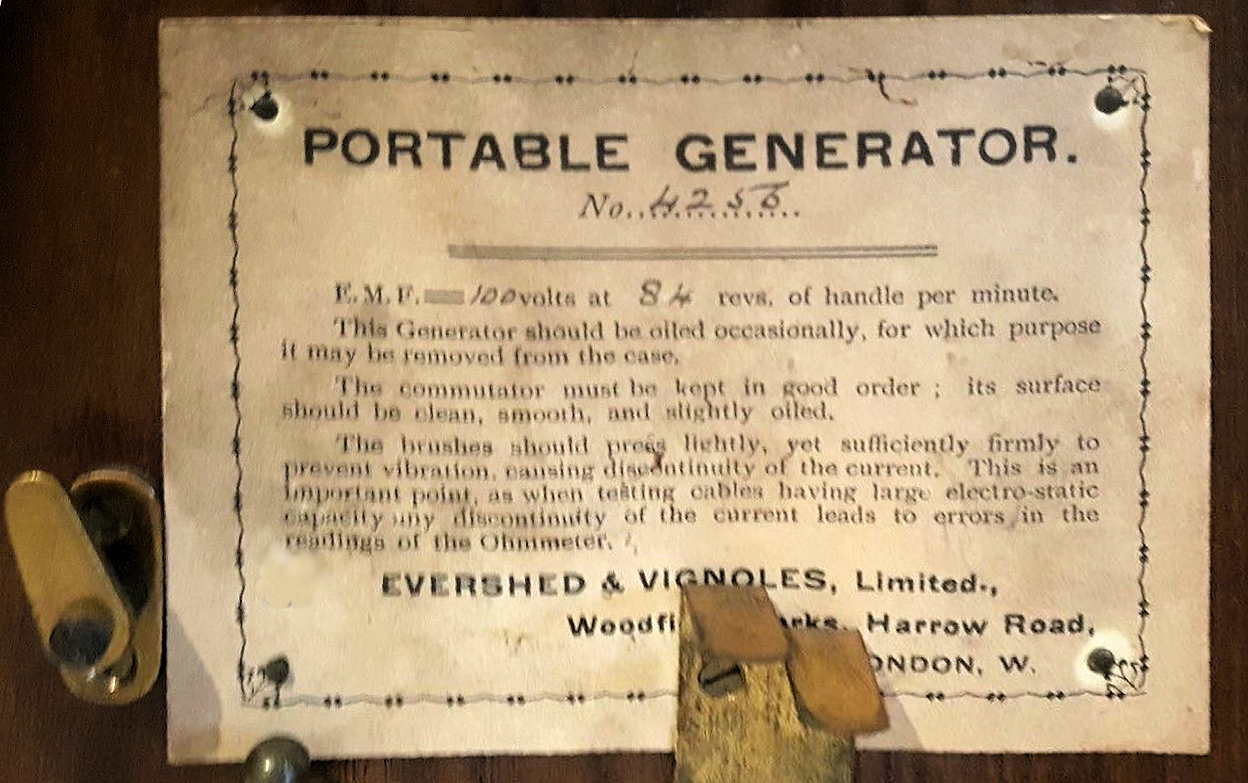 PORTABLE GENERATOR.
No. 4256
E. M. F. = 100 volts at 84 revs. of handle per minute.
This Generator should be oiled occasionally, for which purpose
it may be removed from the case.
The commutator must be kept in good order ; its surface
should be clean, smooth, and slightly oiled.
The brushes should press lightly, yet sufficiently firmly to
prevent vibration, causing discontinuity of the current. This is an
important point, as when testing cables having large electro-static
capacity any discontinuity of the current leads to errors in the
readings of the Ohmmeter.
EVERSHED & VIGNOLES, Limited.,
Harrow Road,
W.